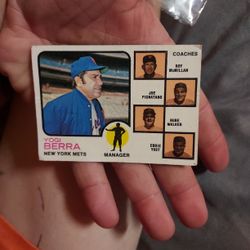 COACHES
ROY McMILLAN
JOE PIGNATANO
RUBE WALKER
EDDIE YOST
YOGI
BERRA
NEW YORK METS
MANAGER